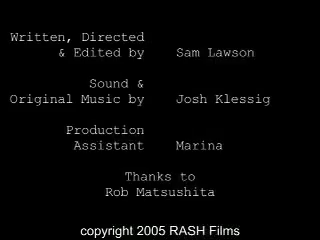 Written, Directed
& Edited by Sam Lawson
Sound &
Original Music by Josh Klessig
Production
Assistant Marina
Thanks to
Rob Matsushita
copyright 2005 RASH Films